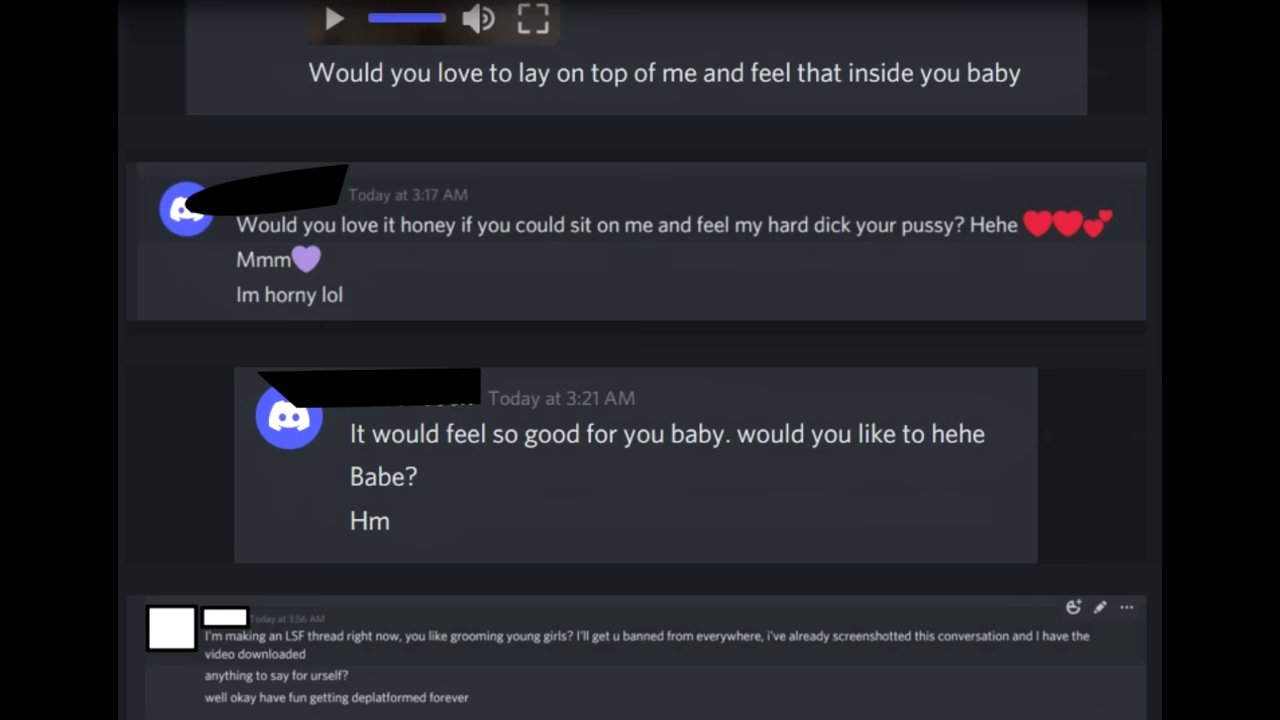 Would you love to lay on top of me and feel that inside you baby
Today at 3:17 AM
Would you love it honey if you could sit on me and feel my hard dick your pussy? Hehe ❤️❤️💕
Mmm💜
Im horny lol
Today at 3:21 AM
It would feel so good for you baby. would you like to hehe
Babe?
Hm
Today at 3:56 AM
I'm making an LSF thread right now, you like grooming young girls? I'll get u banned from everywhere, i've already screenshotted this conversation and I have the
video downloaded
anything to say for urself?
well okay have fun getting deplatformed forever